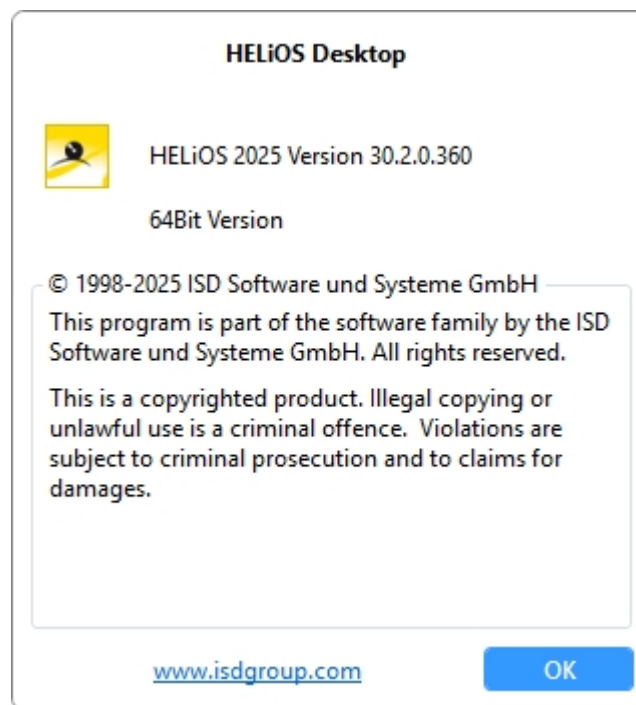 HELiOS Desktop
HELiOS 2025 Version 30.2.0.360
64Bit Version
© 1998-2025 ISD Software und Systeme GmbH
This program is part of the software family by the ISD
Software und Systeme GmbH. All rights reserved.
This is a copyrighted product. Illegal copying or
unlawful use is a criminal offence.  Violations are
subject to criminal prosecution and to claims for
damages.
www.isdgroup.com
OK